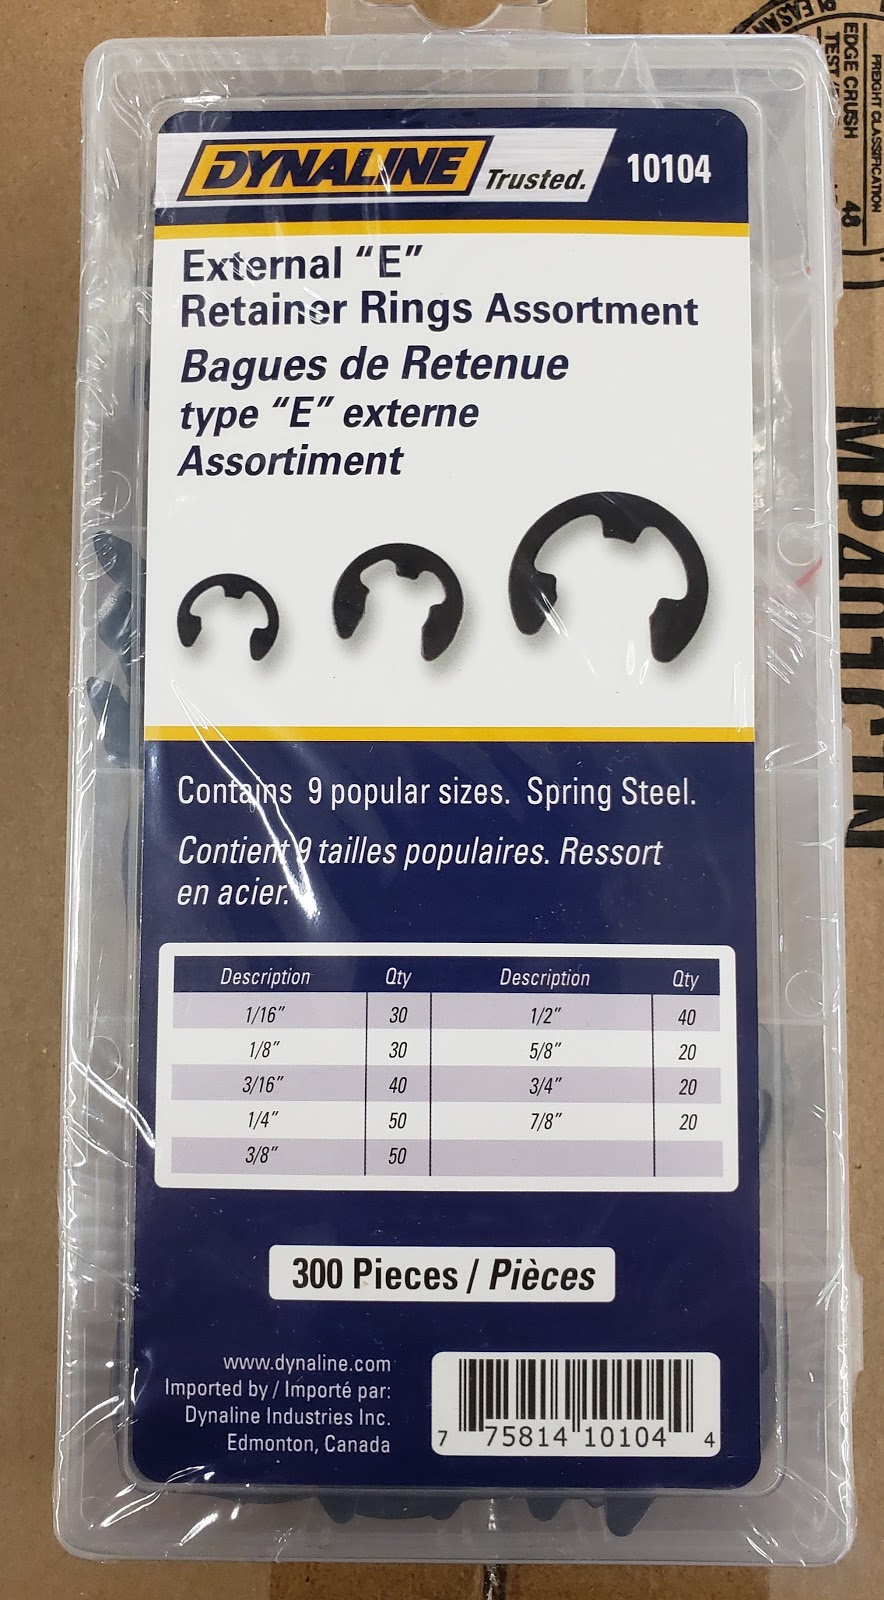 DYNALINE Trusted. 10104
External “E”
Retainer Rings Assortment
Bagues de Retenue
type “E” externe
Assortiment
Contains 9 popular sizes. Spring Steel.
Contient 9 tailles populaires. Ressort
en acier.
Description Qty Description Qty
1/16” 30 1/2” 40
1/8” 30 5/8” 20
3/16” 40 3/4” 20
1/4” 50 7/8” 20
3/8” 50
300 Pieces / Pièces
www.dynaline.com
Imported by / Importé par:
Dynaline Industries Inc.
Edmonton, Canada
7 75814 10104 4
EDGE CRUSH
48